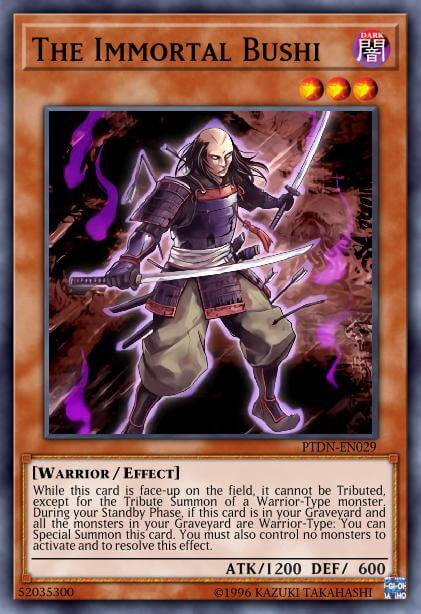 THE IMMORTAL BUSHI
DARK
闇
PTDN-EN029
[WARRIOR / EFFECT]
While this card is face-up on the field, it cannot be Tributed,
except for the Tribute Summon of a Warrior-Type monster.
During your Standby Phase, if this card is in your Graveyard and
all the monsters in your Graveyard are Warrior-Type: You can
Special Summon this card. You must also control no monsters to
activate and to resolve this effect.
ATK/1200 DEF/ 600
52035300
©1996 KAZUKI TAKAHASHI